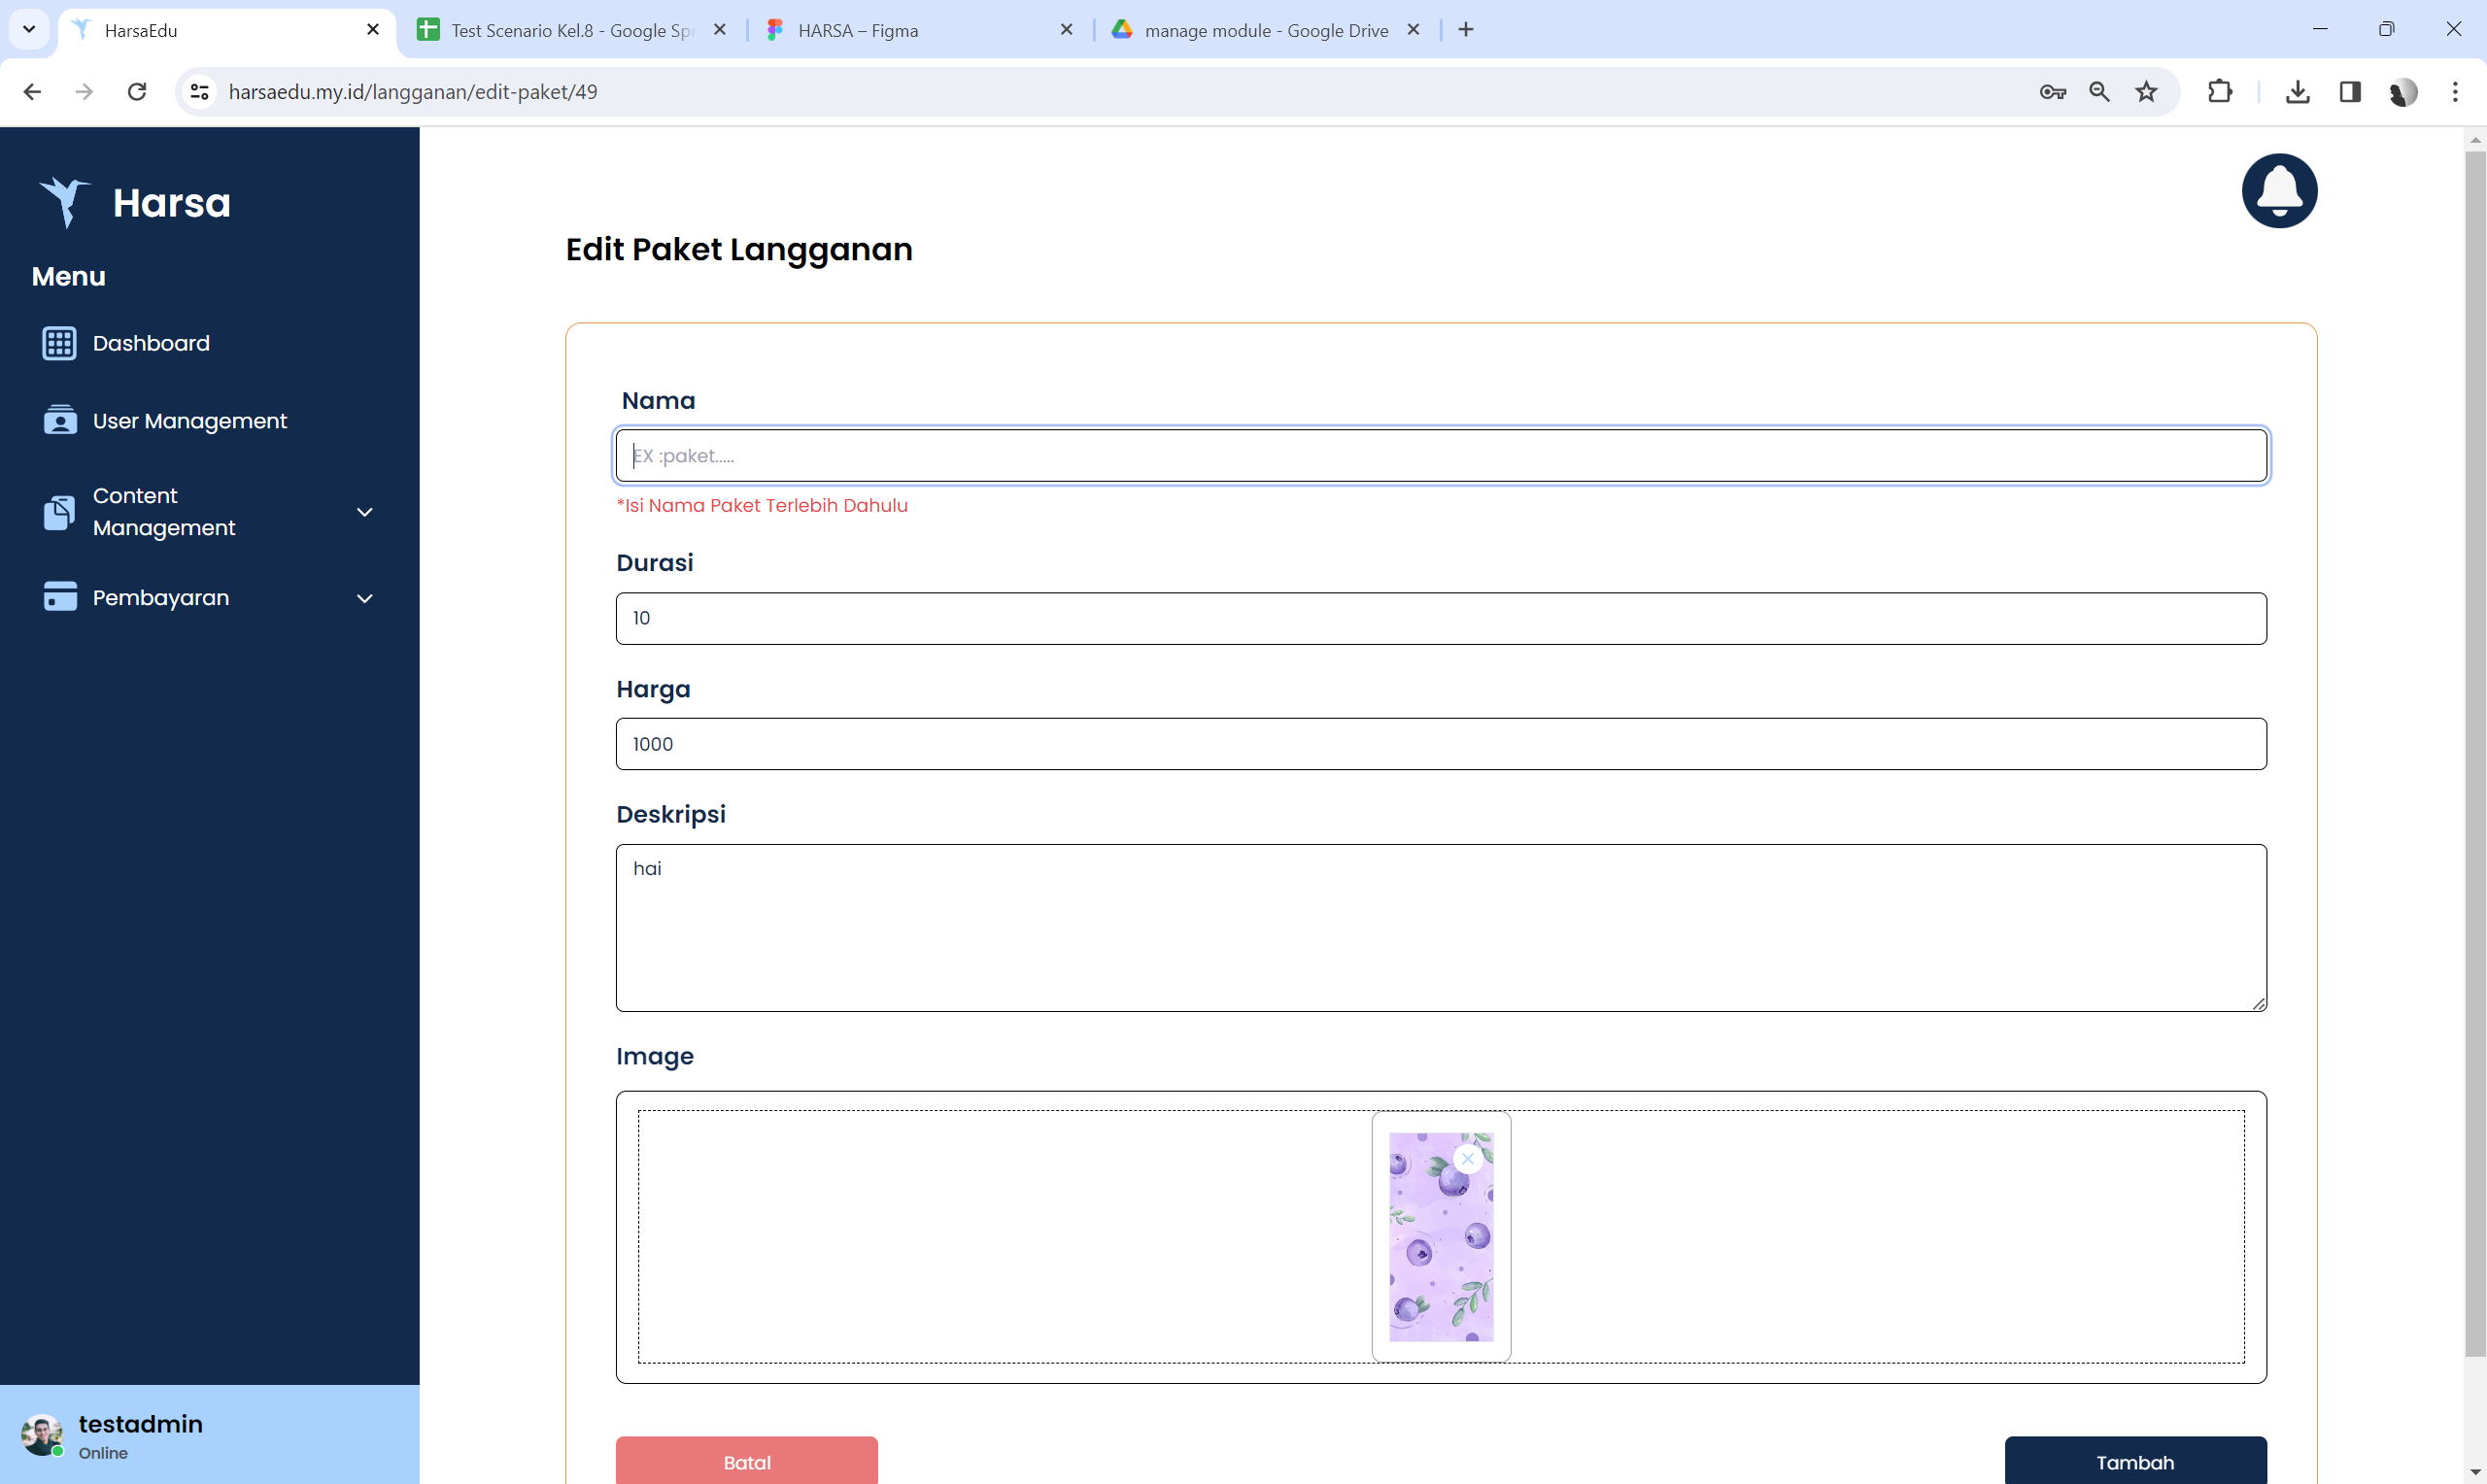 HarsaEdu
Test Scenario Kel.8 - Google Spr
HARSA – Figma
manage module - Google Drive
harsaedu.my.id/langganan/edit-paket/49
Harsa
Menu
Dashboard
User Management
Content
Management
Pembayaran
testadmin
Online
Edit Paket Langganan
Nama
EX :paket.....
*Isi Nama Paket Terlebih Dahulu
Durasi
10
Harga
1000
Deskripsi
hai
Image
Batal
Tambah